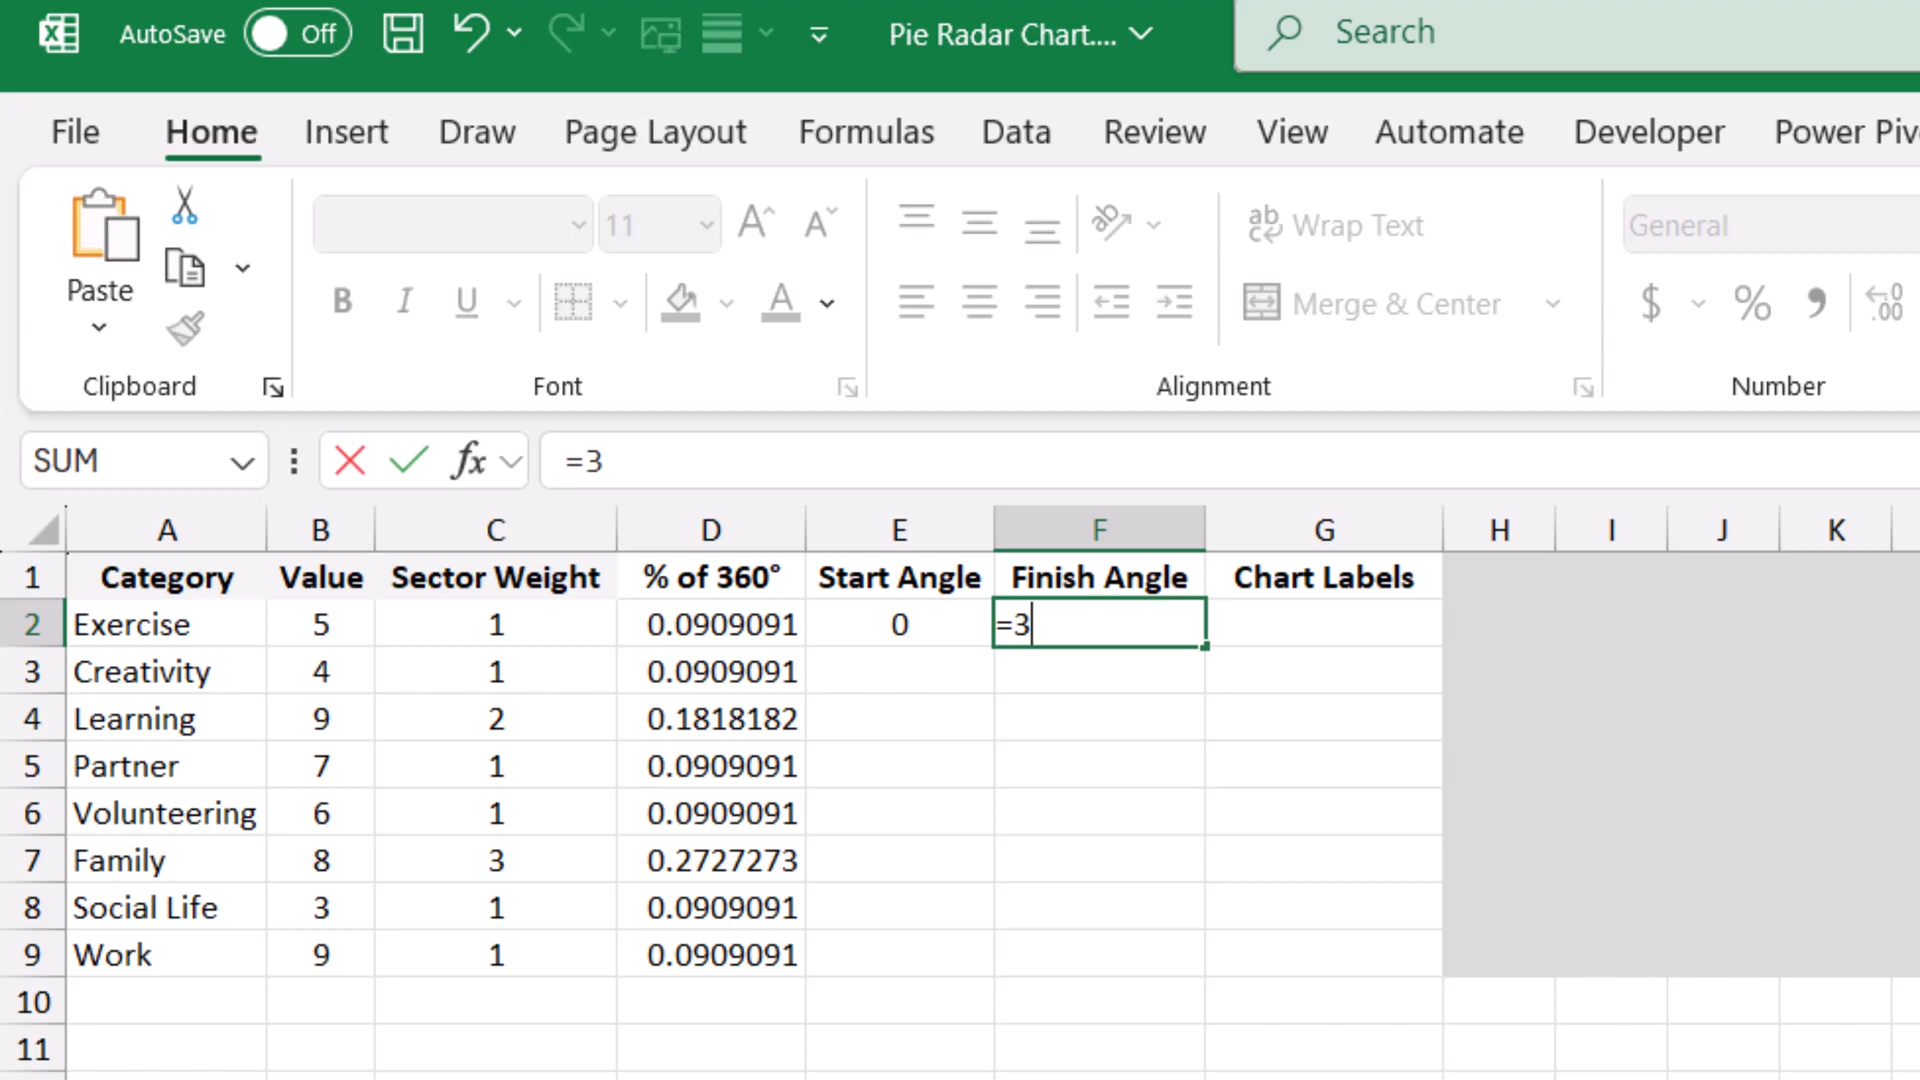 AutoSave Off Pie Radar Chart.... Search
File Home Insert Draw Page Layout Formulas Data Review View Automate Developer Power Piv
Paste 11 Wrap Text General
B I U A Merge & Center $ % 9 .00
Clipboard Font Alignment Number
SUM fx =3
A B C D E F G H I J K
1 Category Value Sector Weight % of 360° Start Angle Finish Angle Chart Labels
2 Exercise 5 1 0.0909091 0 =3
3 Creativity 4 1 0.0909091
4 Learning 9 2 0.1818182
5 Partner 7 1 0.0909091
6 Volunteering 6 1 0.0909091
7 Family 8 3 0.2727273
8 Social Life 3 1 0.0909091
9 Work 9 1 0.0909091
10
11